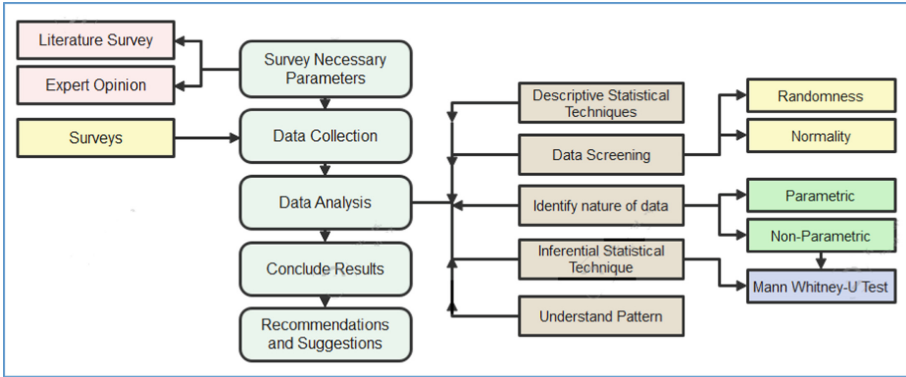 Literature Survey
Expert Opinion
Surveys
Survey Necessary
Parameters
Data Collection
Data Analysis
Conclude Results
Recommendations
and Suggestions
Descriptive Statistical
Techniques
Data Screening
Identify nature of data
Inferential Statistical
Technique
Understand Pattern
Randomness
Normality
Parametric
Non-Parametric
Mann Whitney-U Test